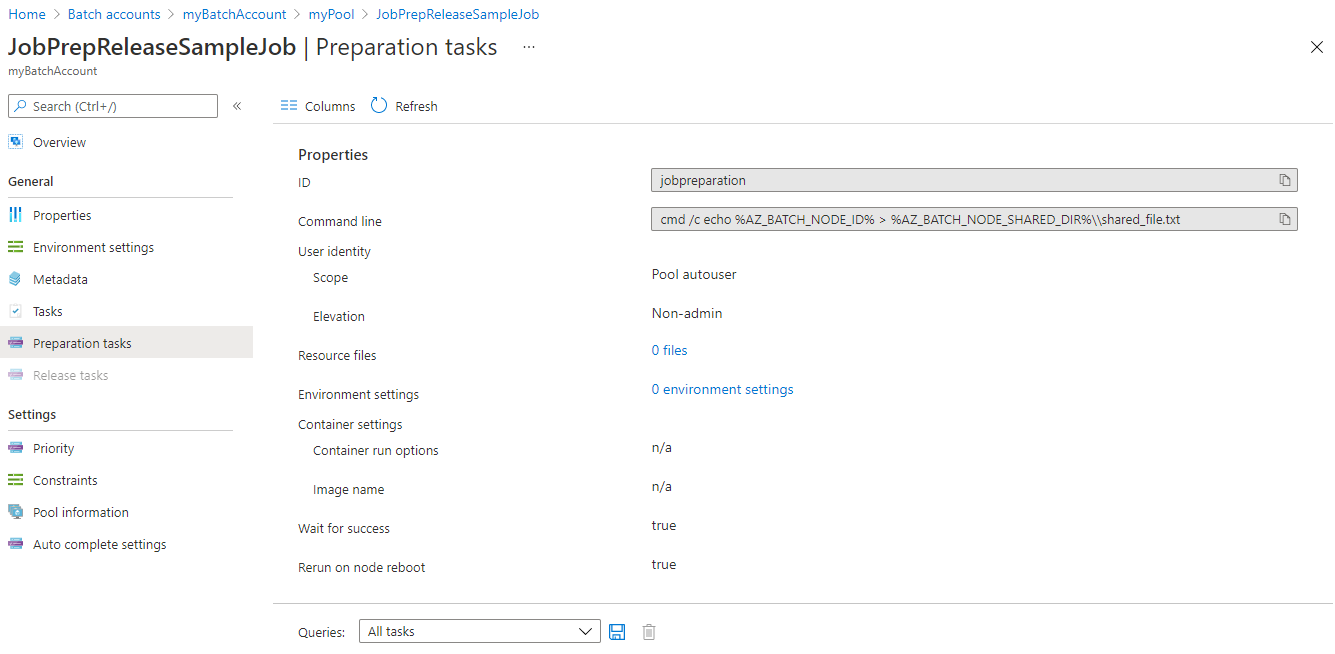 Home > Batch accounts > myBatchAccount > myPool > JobPrepReleaseSampleJob
JobPrepReleaseSampleJob | Preparation tasks ...
myBatchAccount
Search (Ctrl+/)
«
Overview
General
Properties
Environment settings
Metadata
Tasks
Preparation tasks
Release tasks
Settings
Priority
Constraints
Pool information
Auto complete settings
Columns Refresh
Properties
ID jobpreparation
Command line cmd /c echo %AZ_BATCH_NODE_ID% > %AZ_BATCH_NODE_SHARED_DIR%\\shared_file.txt
User identity
Scope Pool autouser
Elevation Non-admin
Resource files 0 files
Environment settings 0 environment settings
Container settings
Container run options n/a
Image name n/a
Wait for success true
Rerun on node reboot true
Queries: All tasks